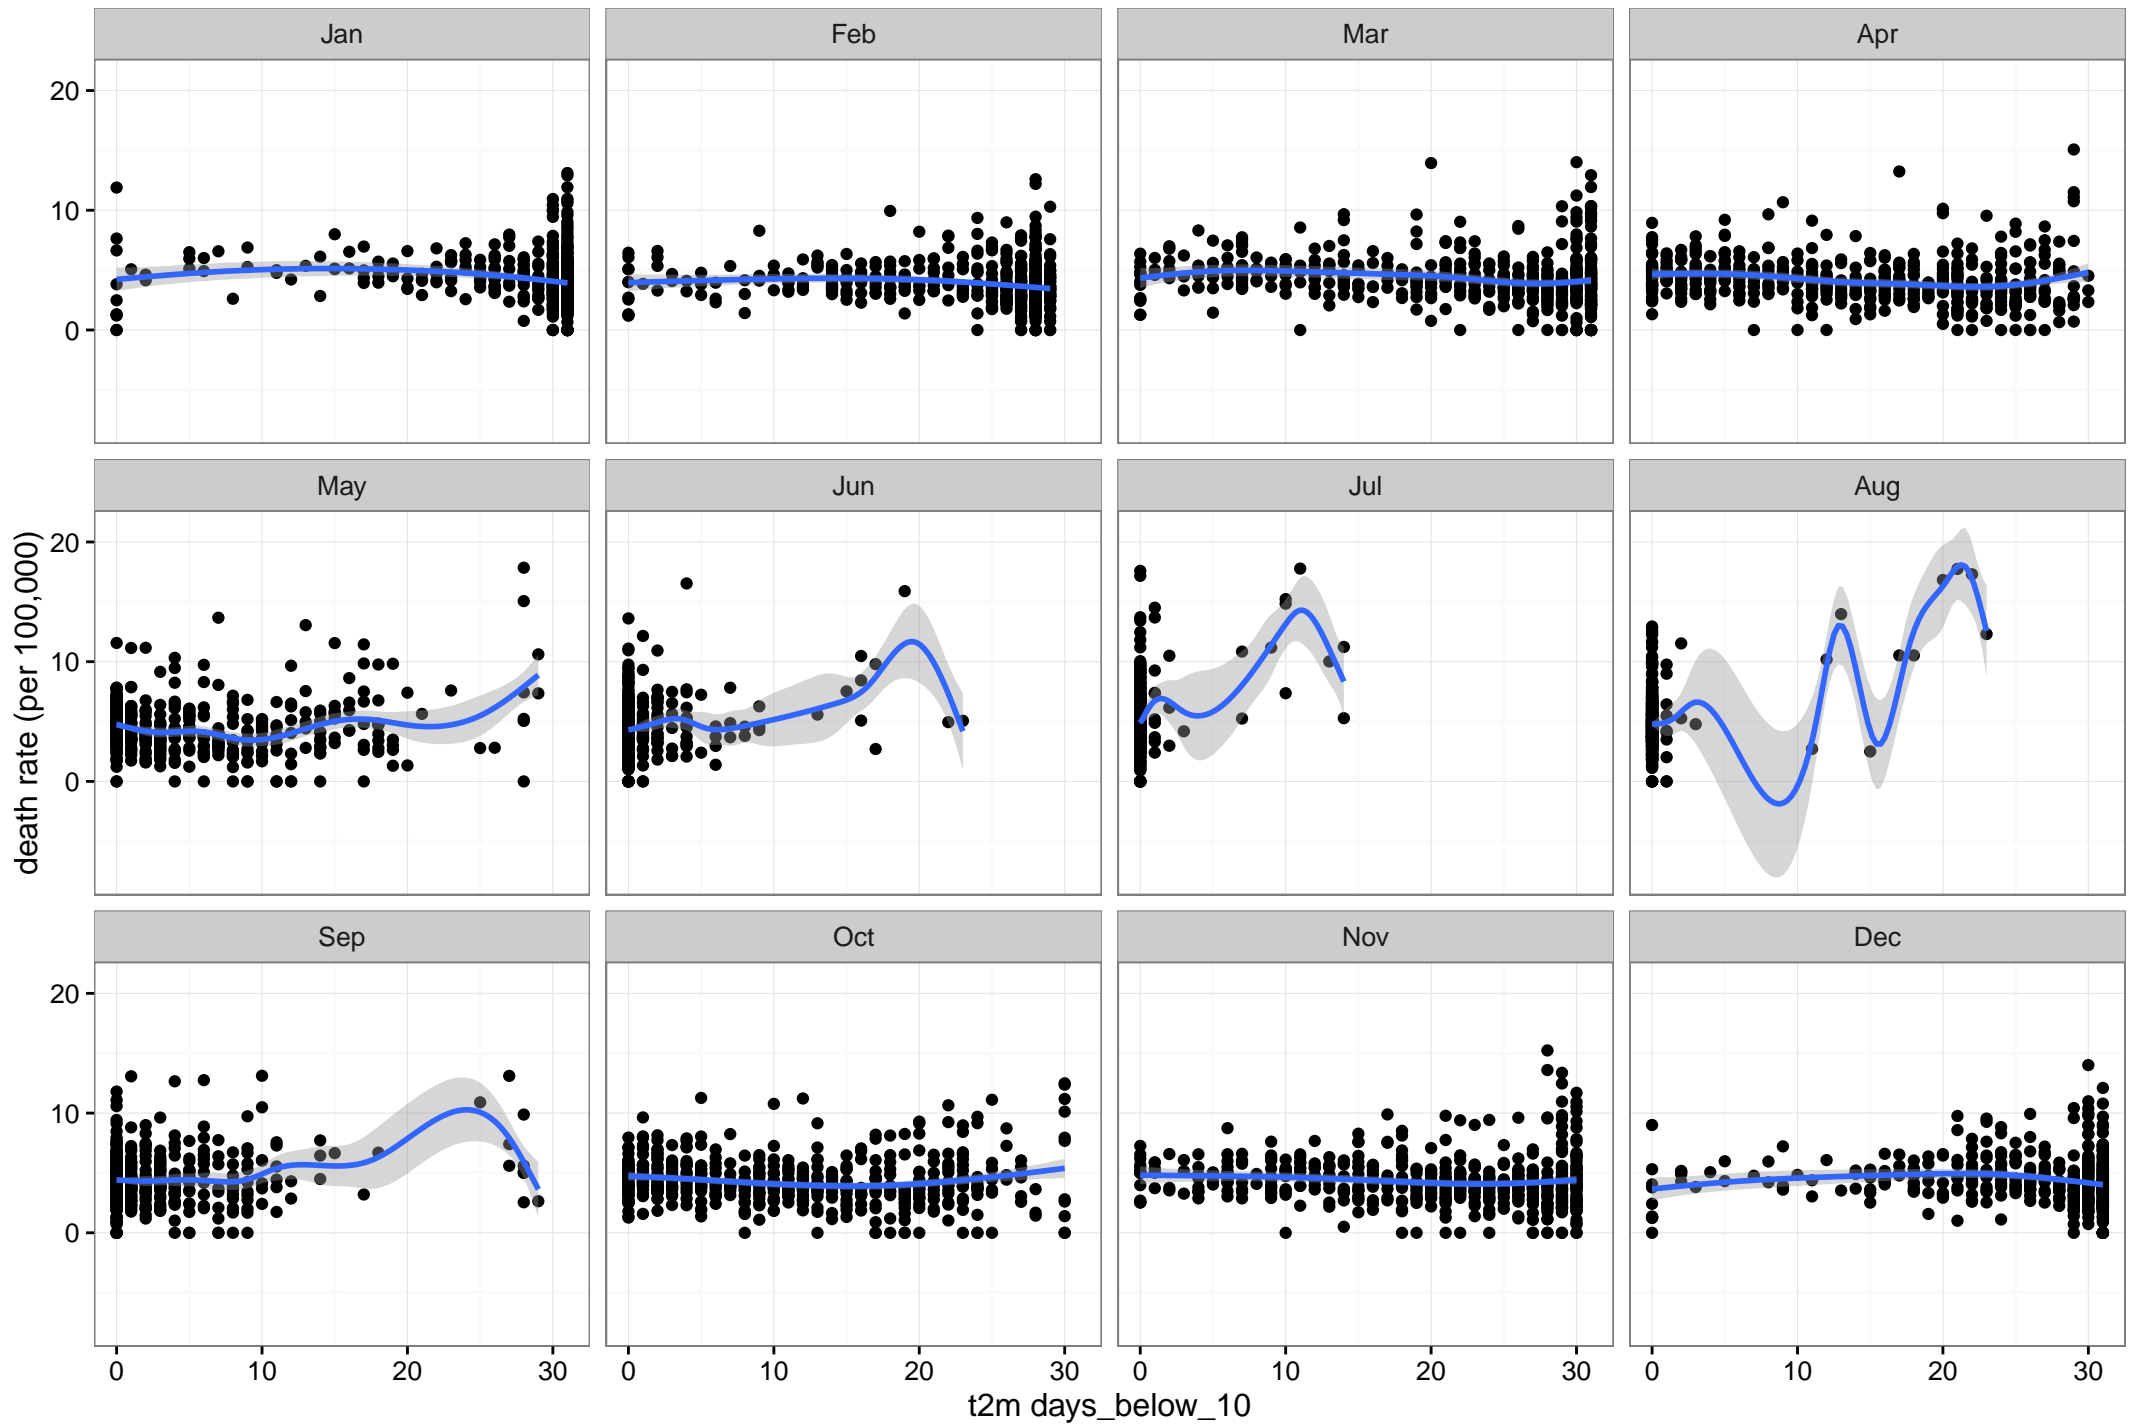 Jan Feb Mar Apr
20
10
0
May Jun Jul Aug
20
10
0
death rate (per 100,000)
Sep Oct Nov Dec
20
10
0
0 10 20 30 0 10 20 30 0 10 20 30 0 10 20 30
t2m days_below_10